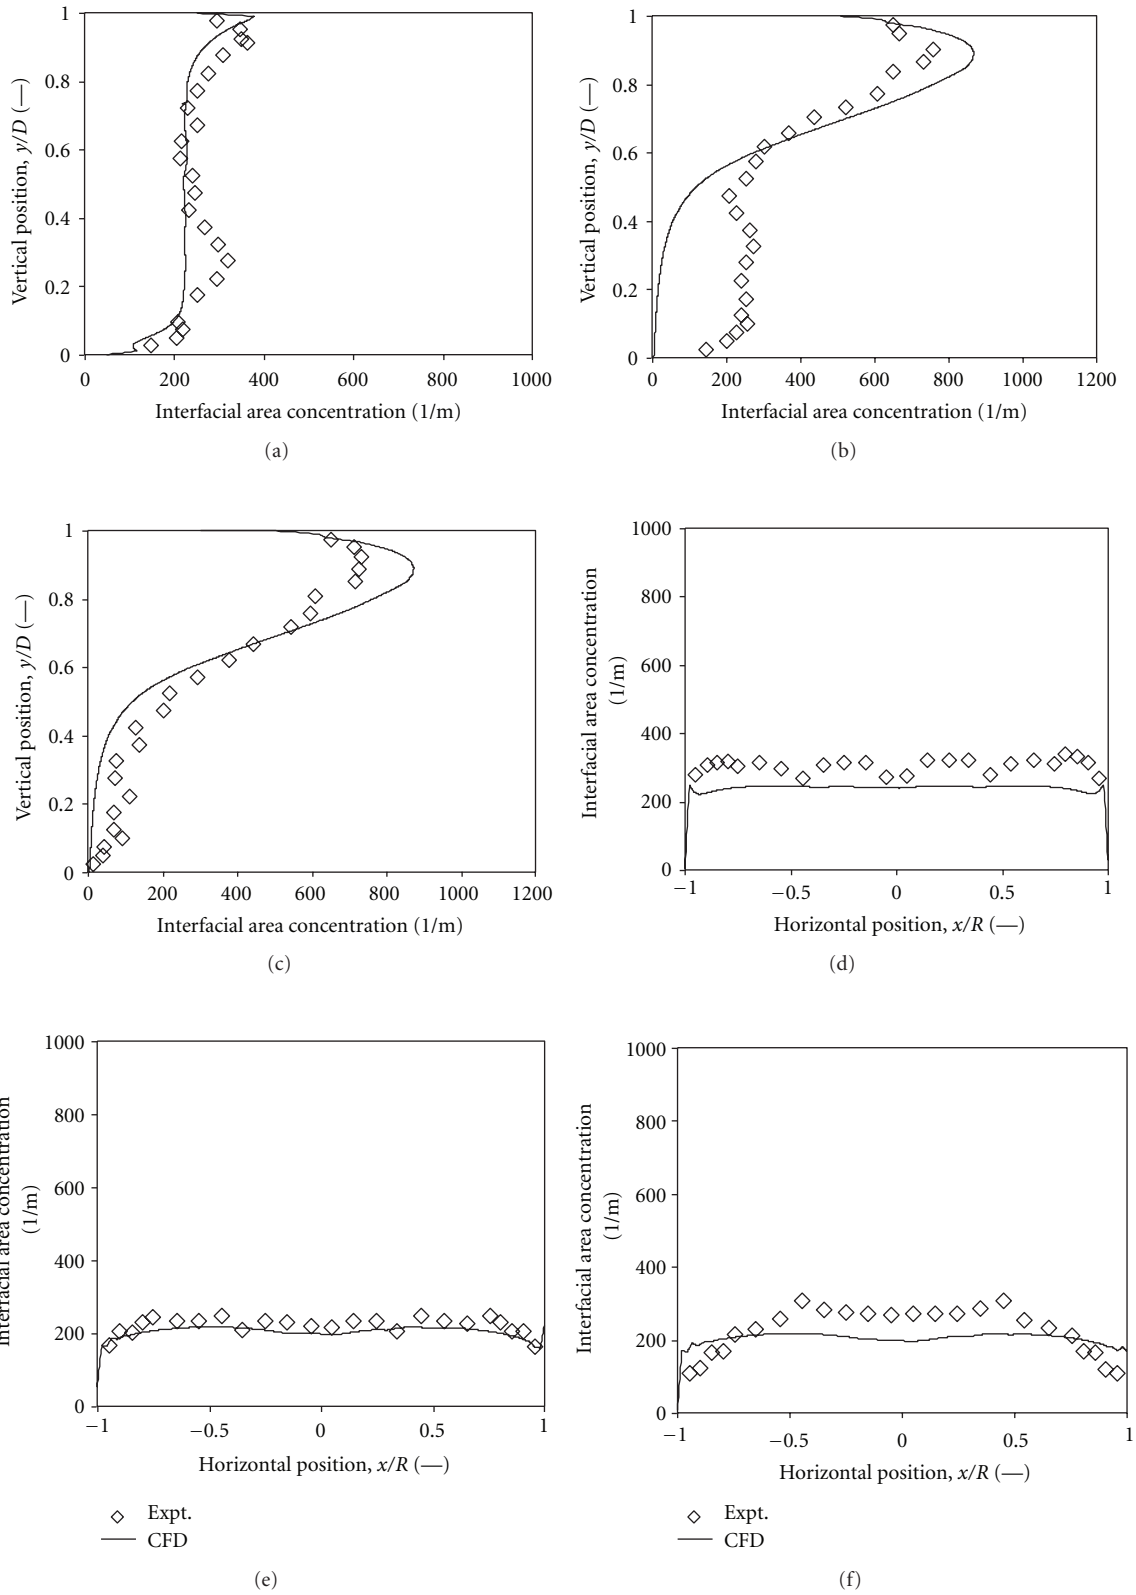 1
0.8
0.6
0.4
0.2
0
Vertical position, y/D (—)
0 200 400 600 800 1000
Interfacial area concentration (1/m)
(a)
1
0.8
0.6
0.4
0.2
0
Vertical position, y/D (—)
0 200 400 600 800 1000 1200
Interfacial area concentration (1/m)
(b)
1
0.8
0.6
0.4
0.2
0
Vertical position, y/D (—)
0 200 400 600 800 1000 1200
Interfacial area concentration (1/m)
(c)
1000
800
600
400
200
0
Interfacial area concentration
(1/m)
−1 −0.5 0 0.5 1
Horizontal position, x/R (—)
(d)
1000
800
600
400
200
0
Interfacial area concentration
(1/m)
−1 −0.5 0 0.5 1
Horizontal position, x/R (—)
Expt.
CFD
(e)
1000
800
600
400
200
0
Interfacial area concentration
(1/m)
−1 −0.5 0 0.5 1
Horizontal position, x/R (—)
Expt.
CFD
(f)